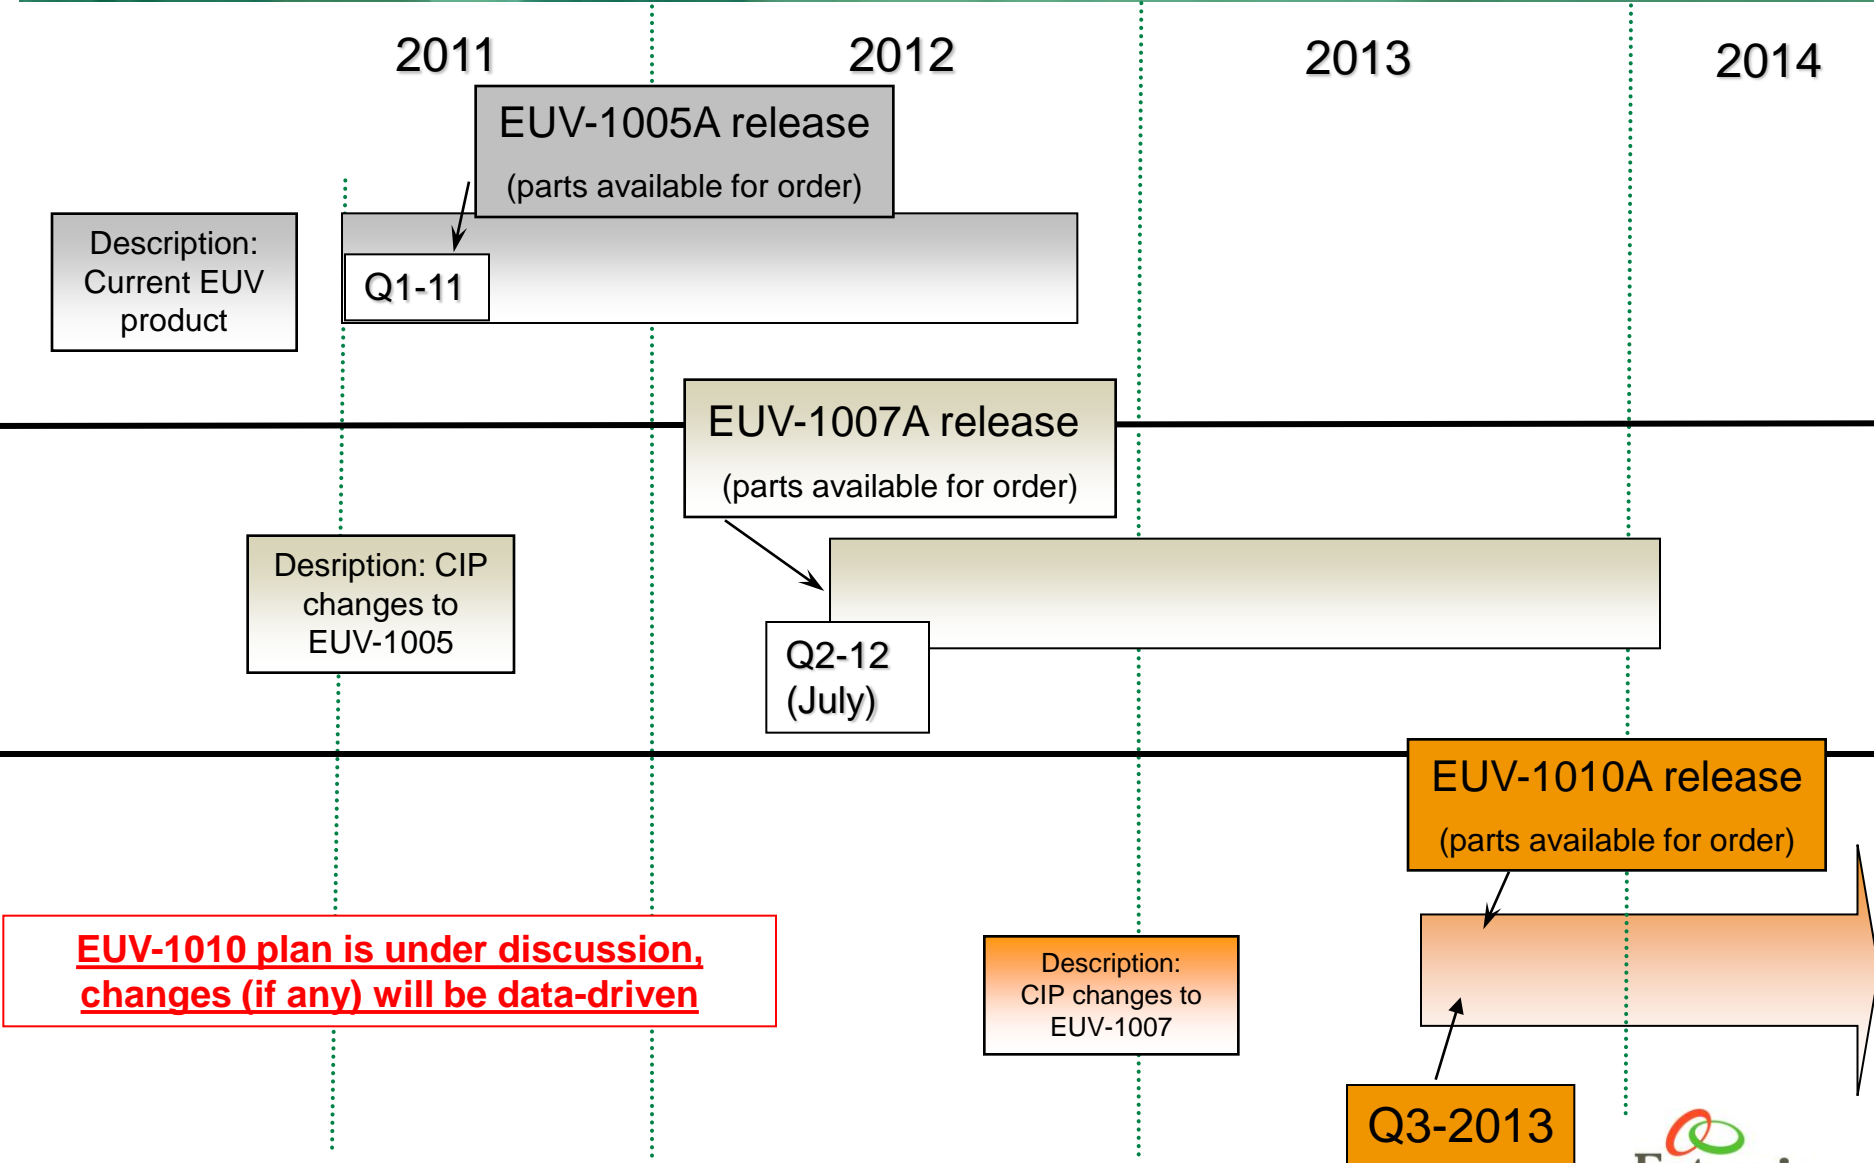 2011
2012
2013
2014
EUV-1005A release
(parts available for order)
Description:
Current EUV
product
Q1-11
EUV-1007A release
(parts available for order)
Desription: CIP
changes to
EUV-1005
Q2-12
(July)
EUV-1010A release
(parts available for order)
EUV-1010 plan is under discussion,
changes (if any) will be data-driven
Description:
CIP changes to
EUV-1007
Q3-2013